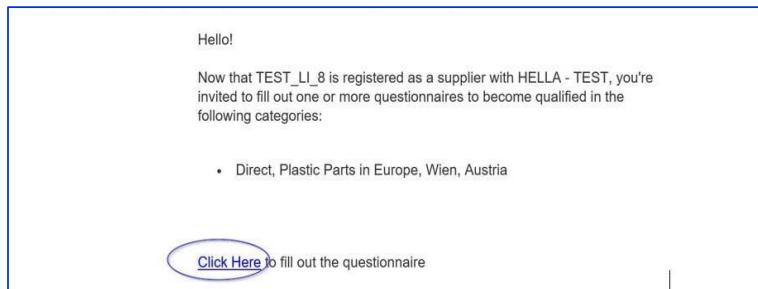 Hello!
Now that TEST_LI_8 is registered as a supplier with HELLA - TEST, you're
invited to fill out one or more questionnaires to become qualified in the
following categories:
• Direct, Plastic Parts in Europe, Wien, Austria
Click Here to fill out the questionnaire